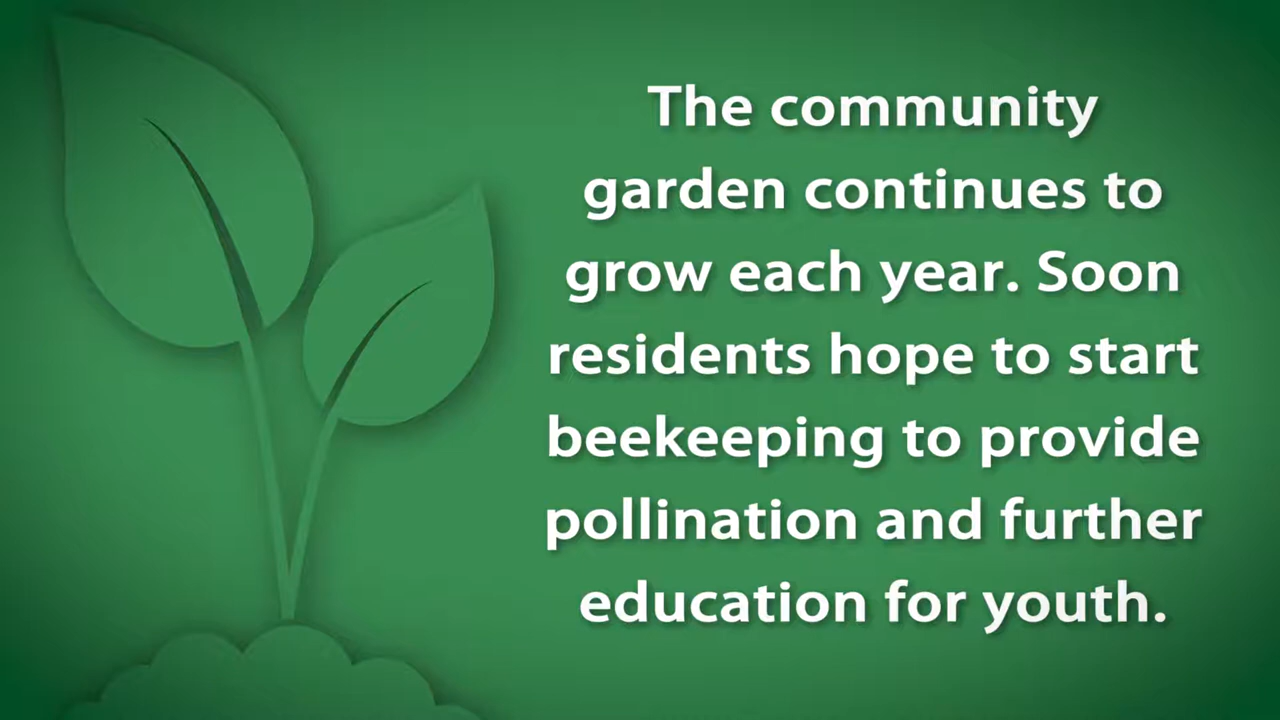 The community
garden continues to
grow each year. Soon
residents hope to start
beekeeping to provide
pollination and further
education for youth.